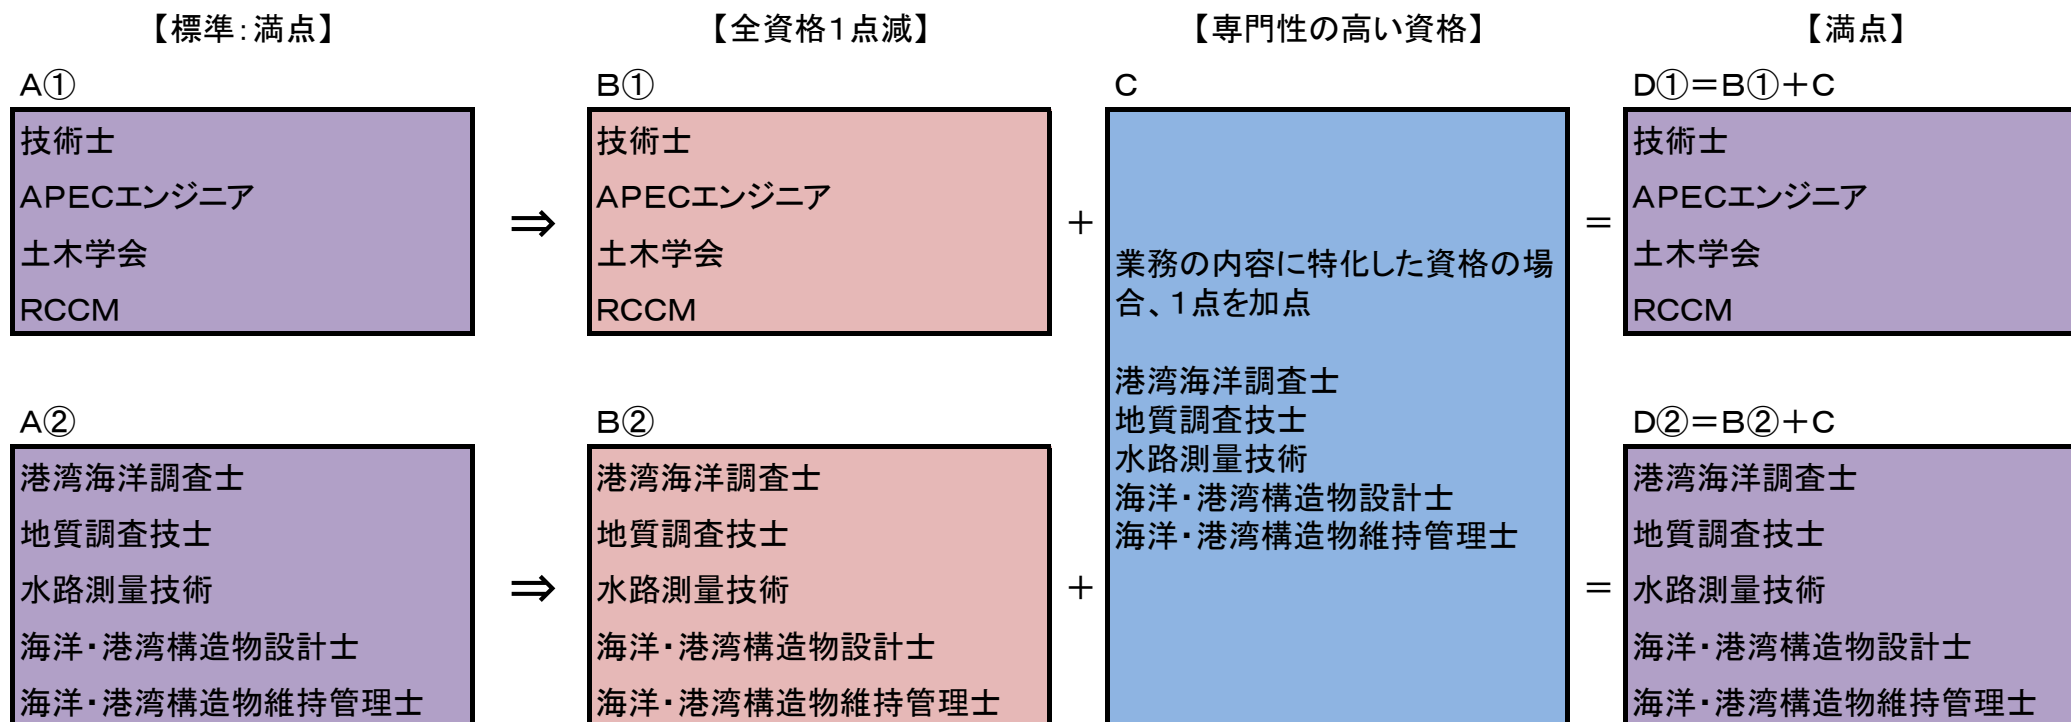 【標準：満点】
【全資格１点減】
【専門性の高い資格】
【満点】
A①
B①
C
D①＝B①＋C
技術士
APECエンジニア
土木学会
RCCM
⇒
技術士
APECエンジニア
土木学会
RCCM
＋
業務の内容に特化した資格の場
合、１点を加点
港湾海洋調査士
地質調査技士
水路測量技術
海洋・港湾構造物設計士
海洋・港湾構造物維持管理士
＝
技術士
APECエンジニア
土木学会
RCCM
A②
B②
D②＝B②＋C
港湾海洋調査士
地質調査技士
水路測量技術
海洋・港湾構造物設計士
海洋・港湾構造物維持管理士
⇒
港湾海洋調査士
地質調査技士
水路測量技術
海洋・港湾構造物設計士
海洋・港湾構造物維持管理士
＋
＝
港湾海洋調査士
地質調査技士
水路測量技術
海洋・港湾構造物設計士
海洋・港湾構造物維持管理士